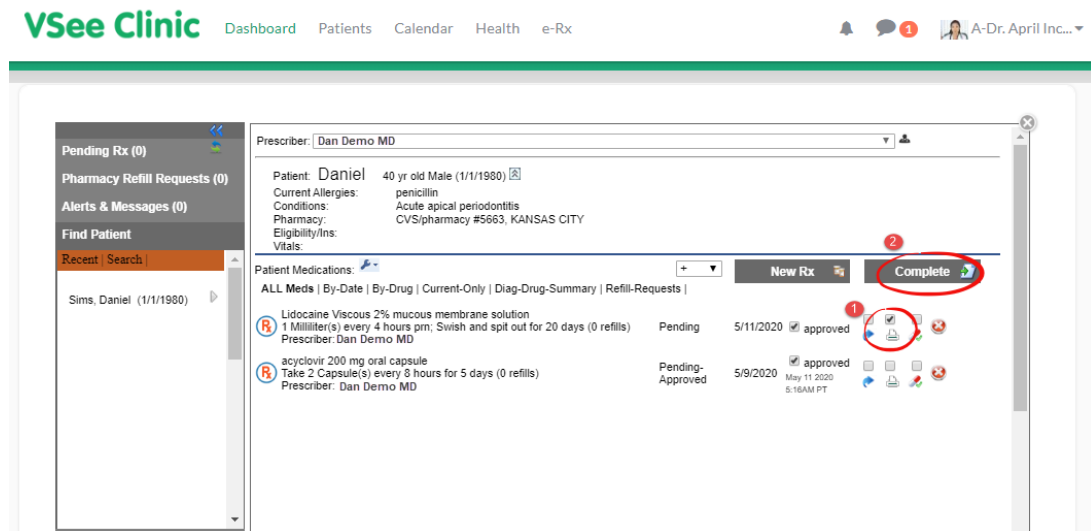 VSee Clinic Dashboard Patients Calendar Health e-Rx 1 A-Dr. April Inc...
Pending Rx (0)
Pharmacy Refill Requests (0)
Alerts & Messages (0)
Find Patient
Recent | Search |
Sims, Daniel (1/1/1980)
Prescriber: Dan Demo MD
Patient: Daniel 40 yr old Male (1/1/1980)
Current Allergies: penicillin
Conditions: Acute apical periodontitis
Pharmacy: CVS/pharmacy #5663, KANSAS CITY
Eligibility/Ins:
Vitals:
2
Patient Medications: + New Rx Complete
ALL Meds | By-Date | By-Drug | Current-Only | Diag-Drug-Summary | Refill-Requests |
1
Lidocaine Viscous 2% mucous membrane solution
Rx 1 Milliliter(s) every 4 hours prn; Swish and spit out for 20 days (0 refills) Pending 5/11/2020 approved
Prescriber: Dan Demo MD
acyclovir 200 mg oral capsule approved
Rx Take 2 Capsule(s) every 8 hours for 5 days (0 refills) Pending-Approved 5/9/2020 May 11 2020
Prescriber: Dan Demo MD 5:16AM PT